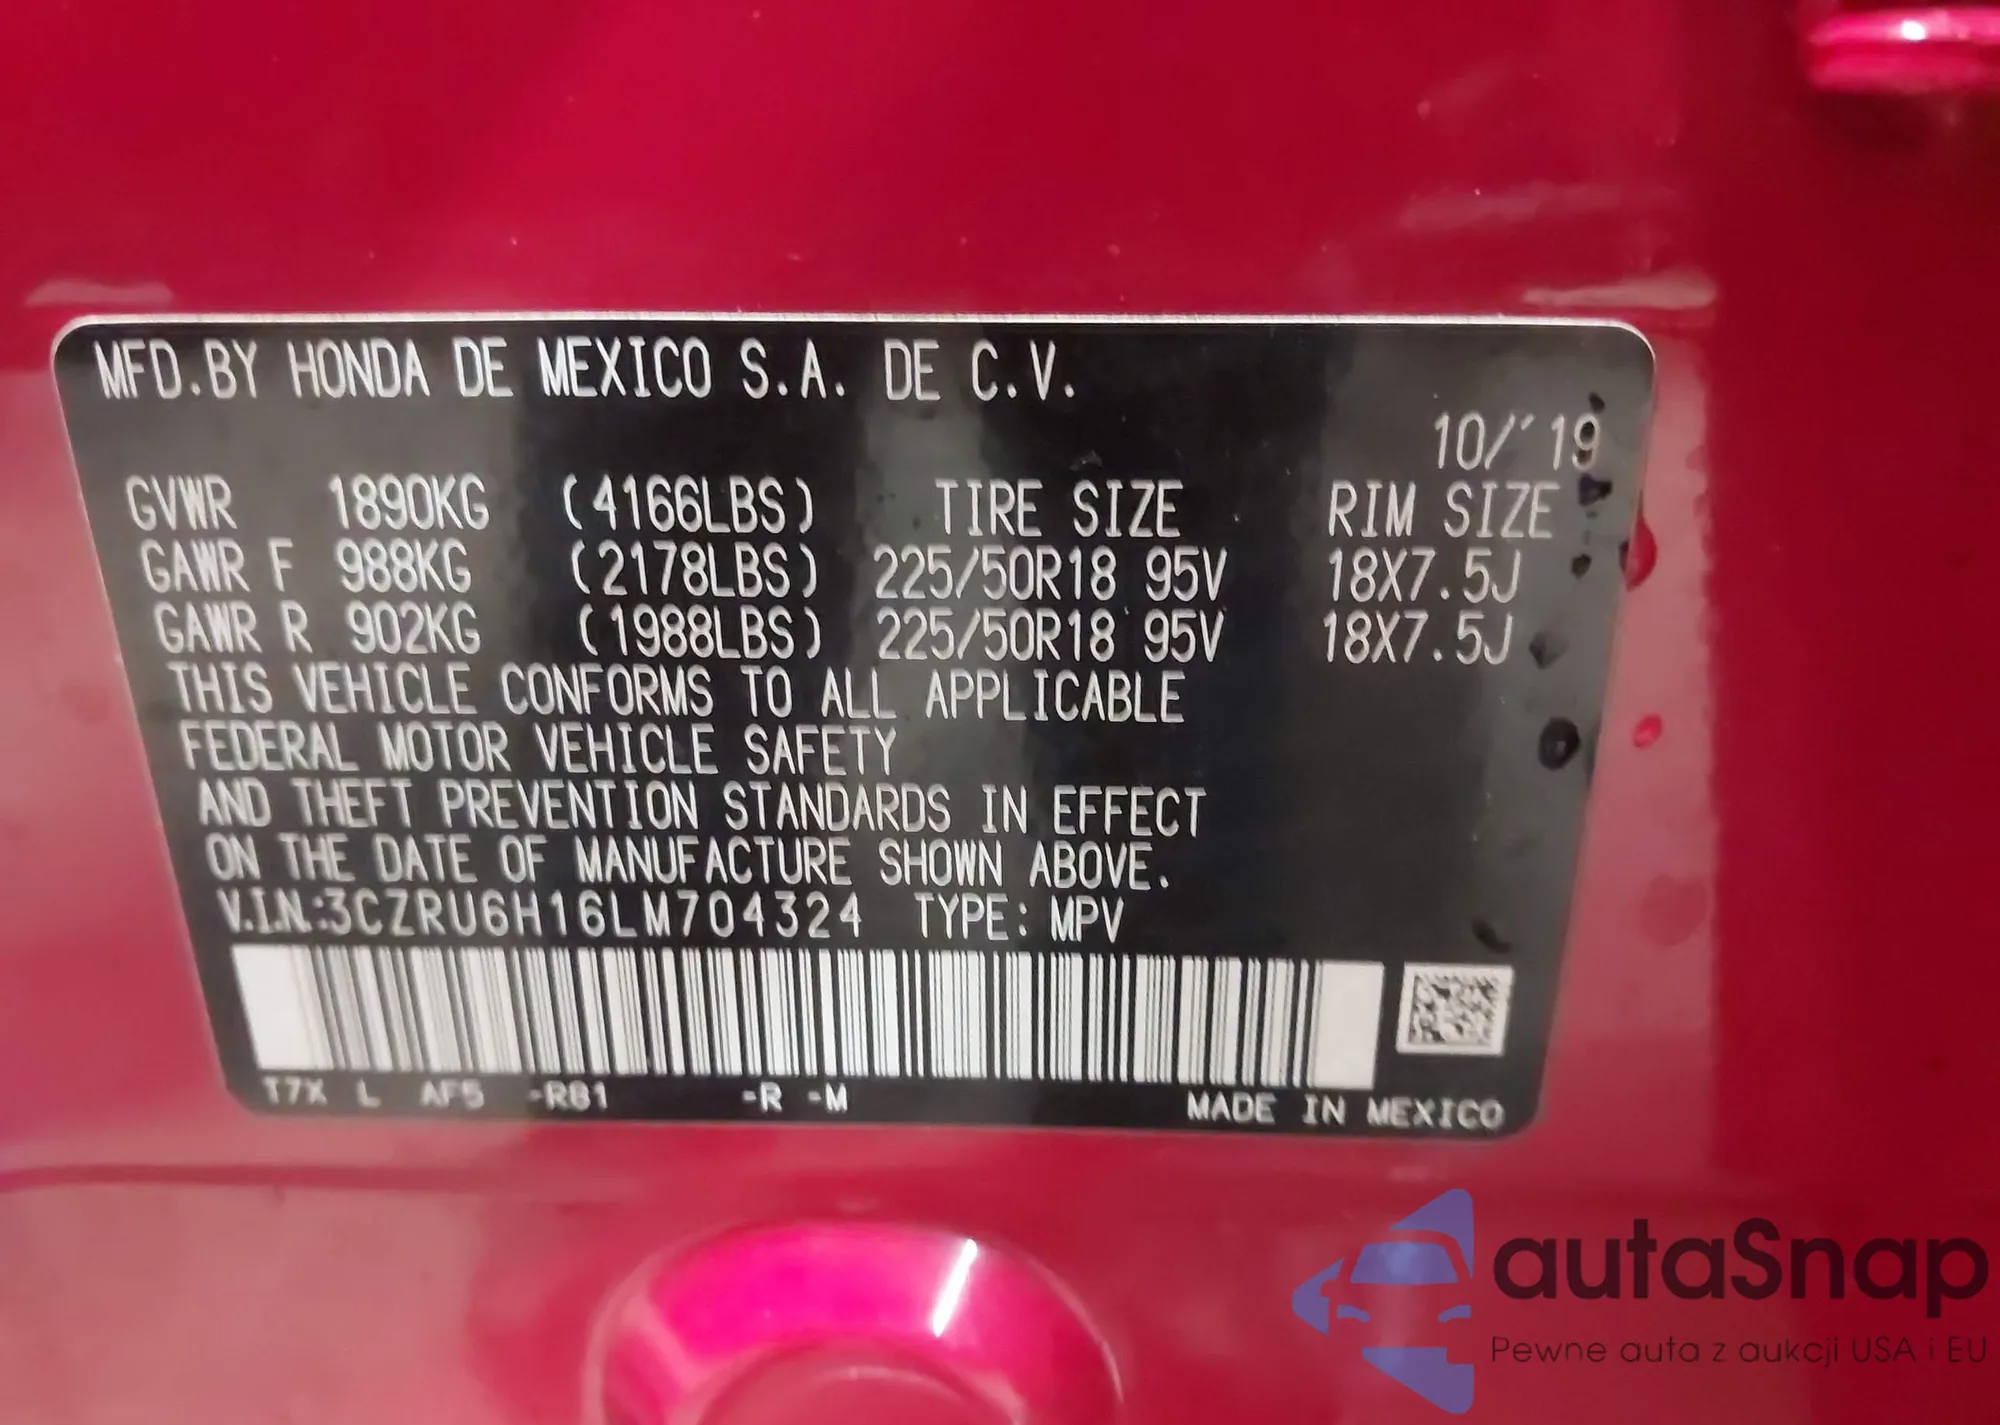 MFD.BY HONDA DE MEXICO S.A. DE C.V.
10/'19
GVWR 1890KG (4166LBS) TIRE SIZE RIM SIZE
GAWR F 988KG (2178LBS) 225/50R18 95V 18X7.5J
GAWR R 902KG (1988LBS) 225/50R18 95V 18X7.5J
THIS VEHICLE CONFORMS TO ALL APPLICABLE
FEDERAL MOTOR VEHICLE SAFETY
AND THEFT PREVENTION STANDARDS IN EFFECT
ON THE DATE OF MANUFACTURE SHOWN ABOVE.
V.I.N.:3CZRU6H16LM704324 TYPE: MPV
T7X L AF5 -R81 -R -M MADE IN MEXICO
autaSnap
Pewne auta z aukcji USA i EU